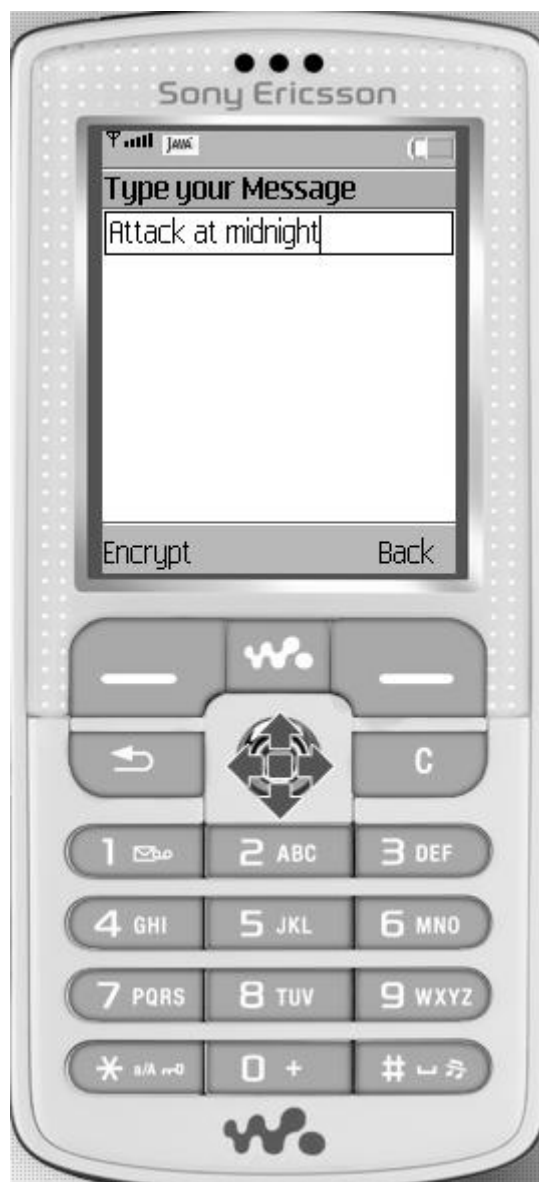 Sony Ericsson
JAVA
Type your Message
Attack at midnight
Encrypt Back
C
1 2 ABC 3 DEF
4 GHI 5 JKL 6 MNO
7 PQRS 8 TUV 9 WXYZ
* a/A 0 + #